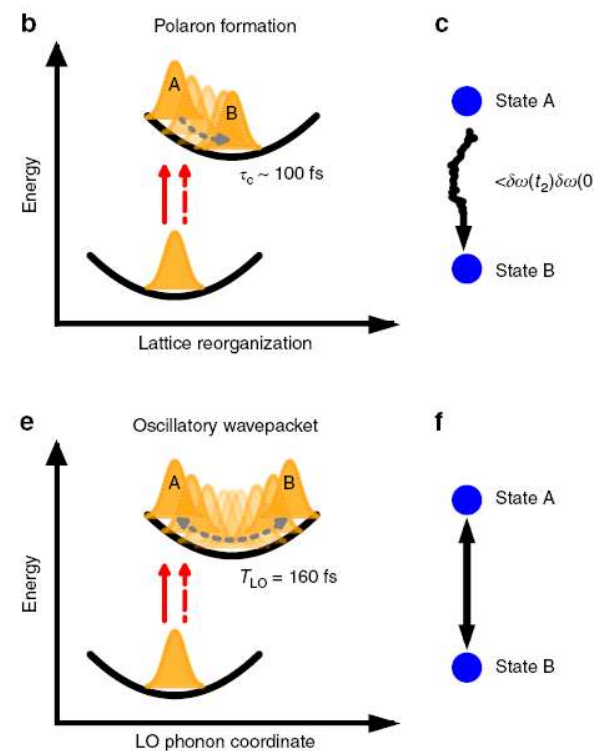 b
Polaron formation
A
B
τc ~ 100 fs
Energy
Lattice reorganization
c
State A
<δω(t2)δω(0
State B
e
Oscillatory wavepacket
A
B
TLO = 160 fs
Energy
LO phonon coordinate
f
State A
State B